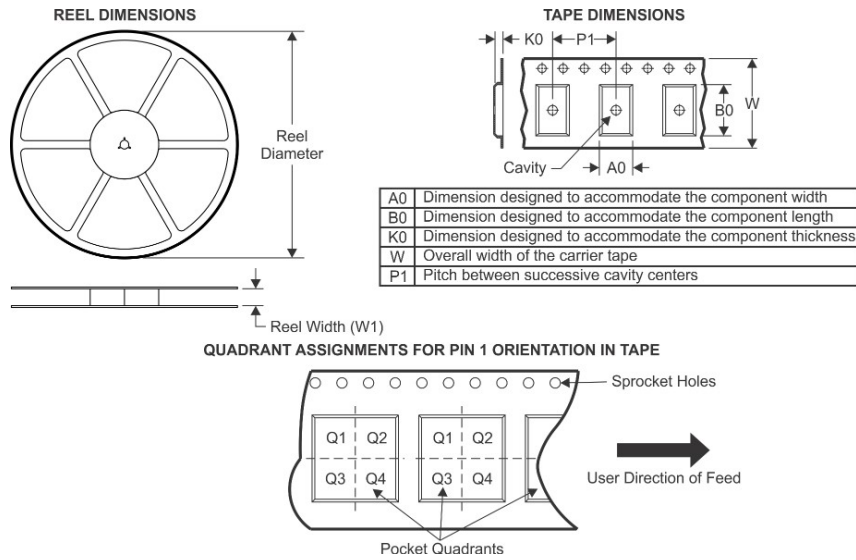 REEL DIMENSIONS
TAPE DIMENSIONS
K0
P1
Reel
Diameter
B0
W
Cavity
A0
A0 Dimension designed to accommodate the component width
B0 Dimension designed to accommodate the component length
K0 Dimension designed to accommodate the component thickness
W Overall width of the carrier tape
P1 Pitch between successive cavity centers
Reel Width (W1)
QUADRANT ASSIGNMENTS FOR PIN 1 ORIENTATION IN TAPE
Sprocket Holes
Q1 Q2 Q1 Q2
Q3 Q4 Q3 Q4
User Direction of Feed
Pocket Quadrants